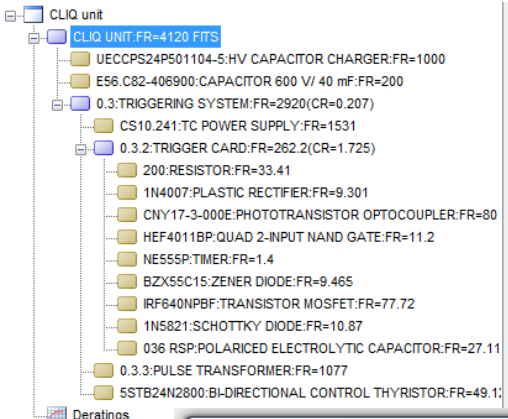 CLIQ unit
CLIQ UNIT:FR=4120 FITS
UECCPS24P501104-5:HV CAPACITOR CHARGER:FR=1000
E56.C82-406900:CAPACITOR 600 V/ 40 mF:FR=200
0.3:TRIGGERING SYSTEM:FR=2920(CR=0.207)
CS10.241:TC POWER SUPPLY:FR=1531
0.3.2:TRIGGER CARD:FR=262.2(CR=1.725)
200:RESISTOR:FR=33.41
1N4007:PLASTIC RECTIFIER:FR=9.301
CNY17-3-000E:PHOTOTRANSISTOR OPTOCOUPLER:FR=80
HEF4011BP:QUAD 2-INPUT NAND GATE:FR=11.2
NE555P:TIMER:FR=1.4
BZX55C15:ZENER DIODE:FR=9.465
IRF640NPBF:TRANSISTOR MOSFET:FR=77.72
1N5821:SCHOTTKY DIODE:FR=10.87
036 RSP:POLARICED ELECTROLYTIC CAPACITOR:FR=27.11
0.3.3:PULSE TRANSFORMER:FR=1077
5STB24N2800:BI-DIRECTIONAL CONTROL THYRISTOR:FR=49.12
Deratings